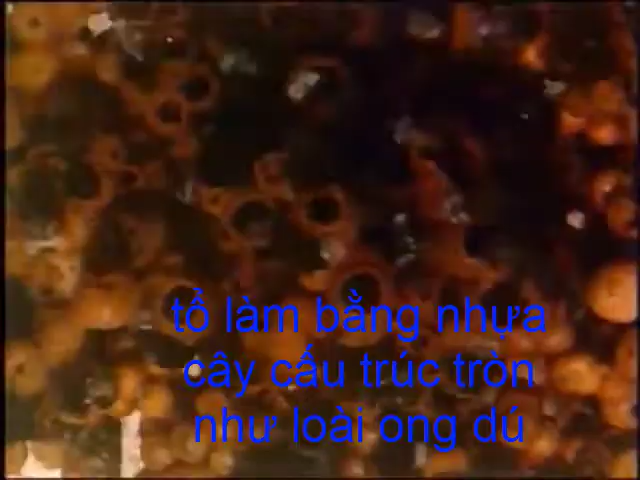 tổ làm bằng nhựa
cây cấu trúc tròn
như loài ong dú